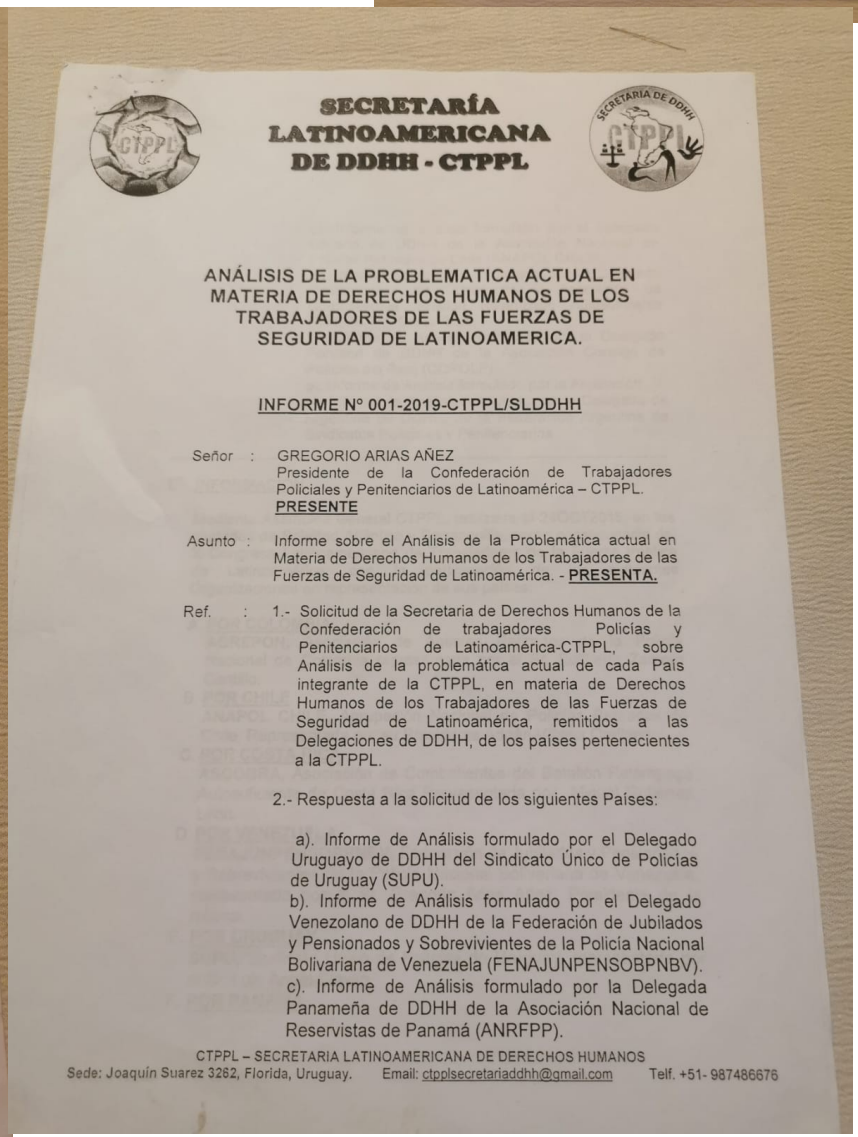 SECRETARÍA
LATINOAMERICANA
DE DDHH - CTPPL
CTPPL
SECRETARIA DE DDHH
CTPPL
ANÁLISIS DE LA PROBLEMATICA ACTUAL EN
MATERIA DE DERECHOS HUMANOS DE LOS
TRABAJADORES DE LAS FUERZAS DE
SEGURIDAD DE LATINOAMERICA.
INFORME Nº 001-2019-CTPPL/SLDDHH
Señor : GREGORIO ARIAS AÑEZ
Presidente de la Confederación de Trabajadores
Policiales y Penitenciarios de Latinoamérica – CTPPL.
PRESENTE
Asunto : Informe sobre el Análisis de la Problemática actual en
Materia de Derechos Humanos de los Trabajadores de las
Fuerzas de Seguridad de Latinoamérica. - PRESENTA.
Ref. : 1.- Solicitud de la Secretaria de Derechos Humanos de la
Confederación de trabajadores Policías y
Penitenciarios de Latinoamérica-CTPPL, sobre
Análisis de la problemática actual de cada País
integrante de la CTPPL, en materia de Derechos
Humanos de los Trabajadores de las Fuerzas de
Seguridad de Latinoamérica, remitidos a las
Delegaciones de DDHH, de los países pertenecientes
a la CTPPL.
2.- Respuesta a la solicitud de los siguientes Países:
a). Informe de Análisis formulado por el Delegado
Uruguayo de DDHH del Sindicato Único de Policías
de Uruguay (SUPU).
b). Informe de Análisis formulado por el Delegado
Venezolano de DDHH de la Federación de Jubilados
y Pensionados y Sobrevivientes de la Policía Nacional
Bolivariana de Venezuela (FENAJUNPENSOBPNBV).
c). Informe de Análisis formulado por la Delegada
Panameña de DDHH de la Asociación Nacional de
Reservistas de Panamá (ANRFPP).
CTPPL – SECRETARIA LATINOAMERICANA DE DERECHOS HUMANOS
Sede: Joaquín Suarez 3262, Florida, Uruguay. Email: ctpplsecretariaddhh@gmail.com Telf. +51- 987486676